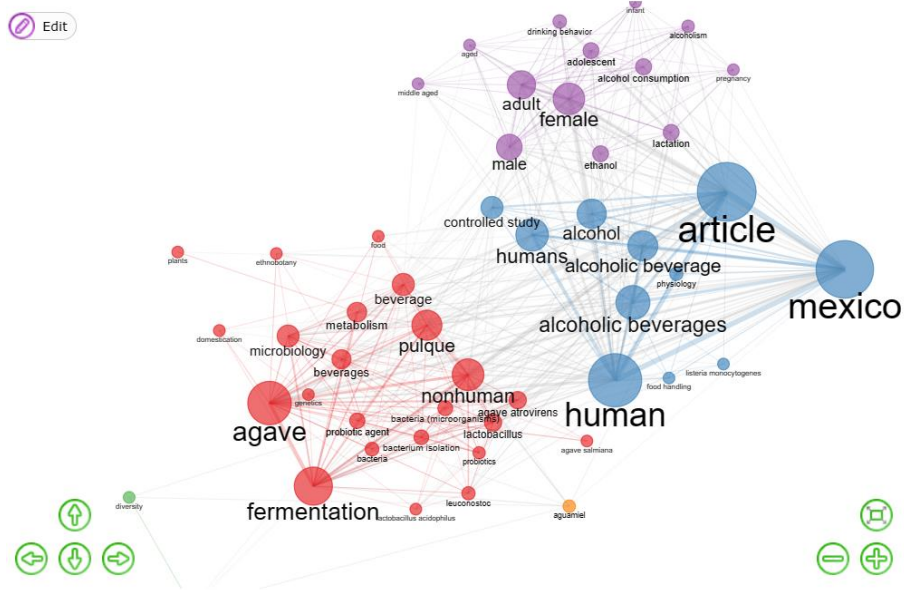 Edit
infant
drinking behavior
alcoholism
aged
adolescent
alcohol consumption
pregnancy
middle aged
adult
female
lactation
male
ethanol
controlled study
alcohol
article
humans
alcoholic beverage
food
plants
ethnobotany
physiology
beverage
mexico
metabolism
alcoholic beverages
domestication
microbiology
pulque
beverages
listeria monocytogenes
food handling
nonhuman
human
genetics
agave atrovirens
bacteria (microorganisms)
agave
probiotic agent
lactobacillus
bacterium isolation
agave salmiana
bacteria
probiotics
leuconostoc
diversity
fermentation
aguamiel
lactobacillus acidophilus